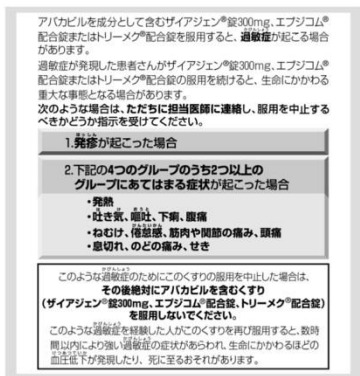 アバカビルを成分として含むザイアジェン®錠300mg、エプジコム®
配合錠またはトリーメク®配合錠を服用すると、過敏症が起こる場合
があります。
過敏症が発現した患者さんがザイアジェン®錠300mg、エプジコム®
配合錠またはトリーメク®配合錠の服用を続けると、生命にかかわる
重大な事態となる場合があります。
次のような場合は、ただちに担当医師に連絡し、服用を中止する
べきかどうか指示を受けてください。
1.発疹が起こった場合
2.下記の4つのグループのうち2つ以上の
グループにあてはまる症状が起こった場合
・発熱
・吐き気、嘔吐、下痢、腹痛
・ねむけ、倦怠感、筋肉や関節の痛み、頭痛
・息切れ、のどの痛み、せき
このような過敏症のためにこのくすりの服用を中止した場合は、
その後絶対にアバカビルを含むくすり
(ザイアジェン®錠300mg、エプジコム®配合錠、トリーメク®配合錠)
を服用しないでください。
このような過敏症を経験した人がこのくすりを再び服用すると、数時
間以内により強い過敏症の症状があらわれ、生命にかかわるほどの
血圧低下が発現したり、死に至るおそれがあります。